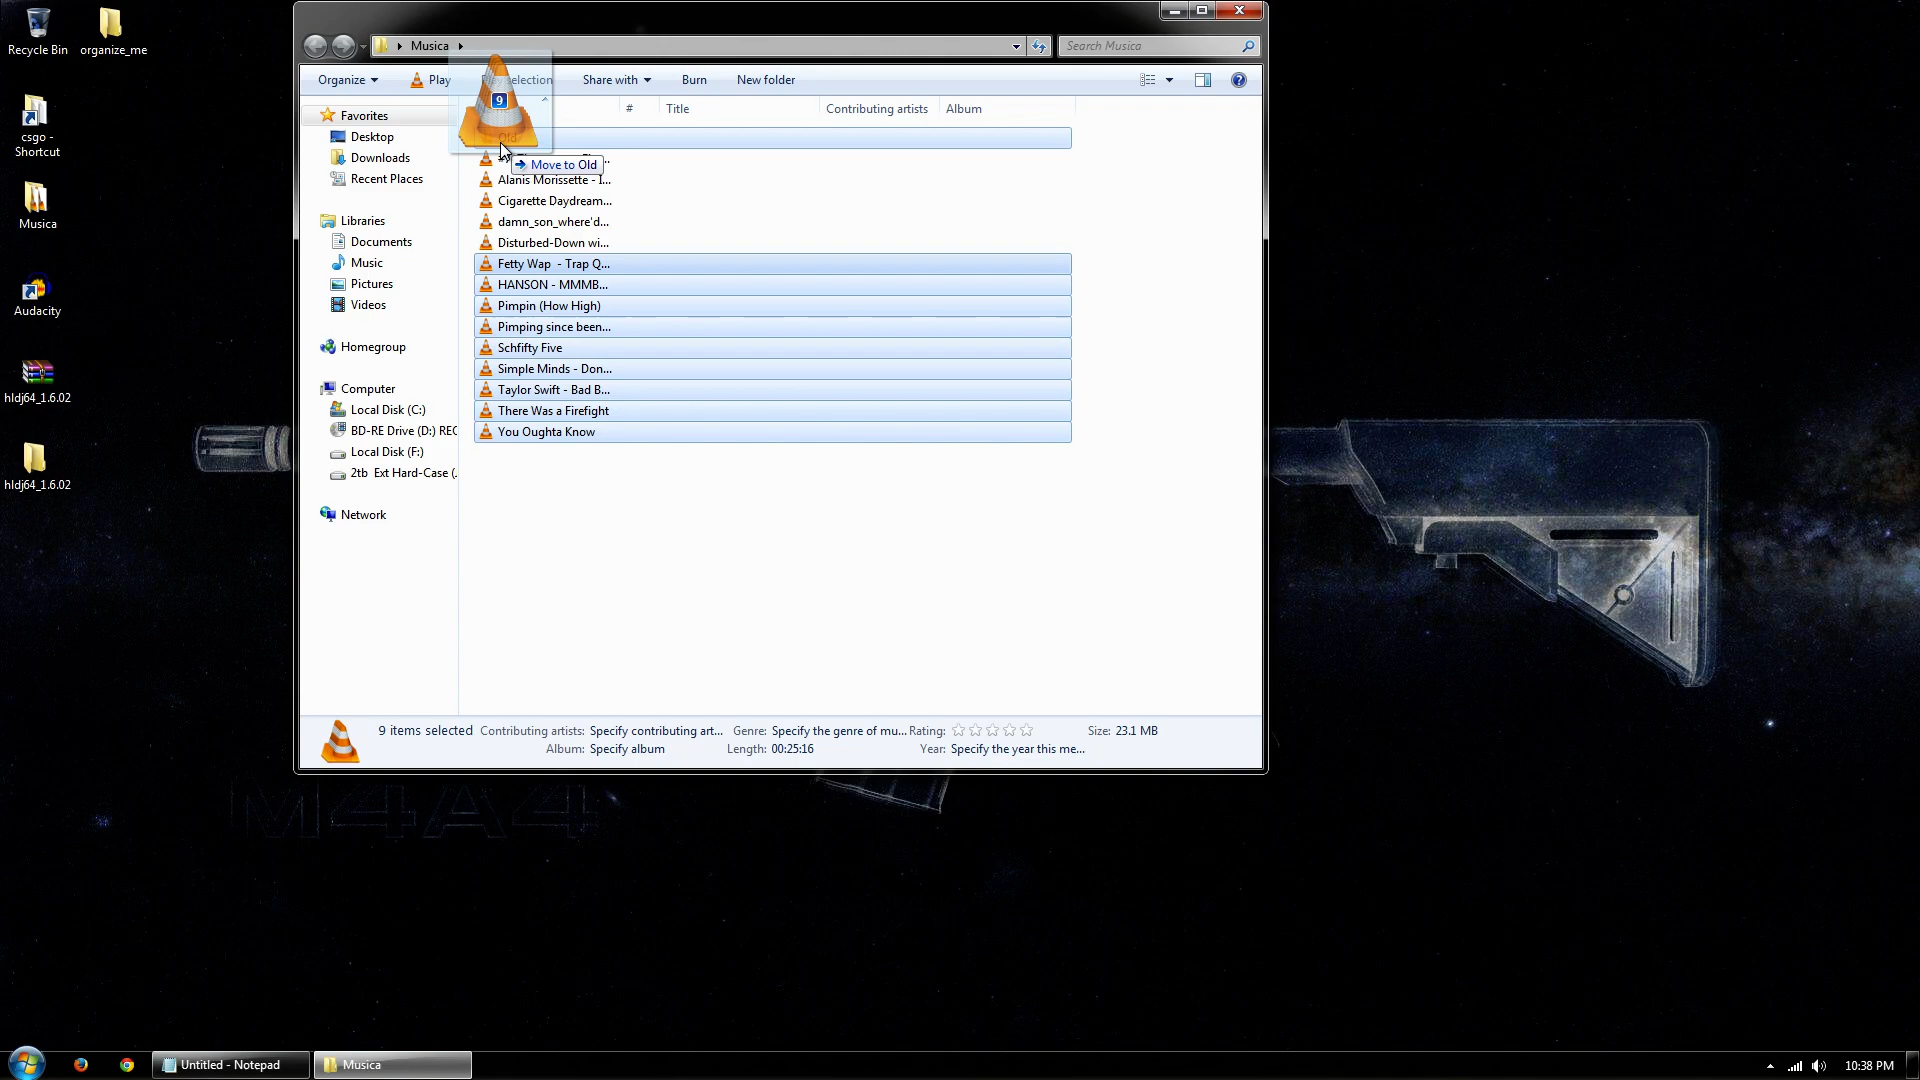 Recycle Bin
organize_me
csgo -
Shortcut
Musica
Audacity
hldj64_1.6.02
hldj64_1.6.02
Musica
Search Musica
Organize
Play
Play selection
Share with
Burn
New folder
Favorites
Desktop
Downloads
Recent Places
Libraries
Documents
Music
Pictures
Videos
Homegroup
Computer
Local Disk (C:)
BD-RE Drive (D:) REC
Local Disk (F:)
2tb Ext Hard-Case (
Network
# Title Contributing artists Album
9
Old
Move to Old
Alanis Morissette - I...
Cigarette Daydream...
damn_son_where'd...
Disturbed-Down wi...
Fetty Wap - Trap Q...
HANSON - MMMB...
Pimpin (How High)
Pimping since been...
Schfifty Five
Simple Minds - Don...
Taylor Swift - Bad B...
There Was a Firefight
You Oughta Know
9 items selected Contributing artists: Specify contributing art... Genre: Specify the genre of mu... Rating: Size: 23.1 MB
Album: Specify album Length: 00:25:16 Year: Specify the year this me...
M4A4
Untitled - Notepad
Musica
10:38 PM